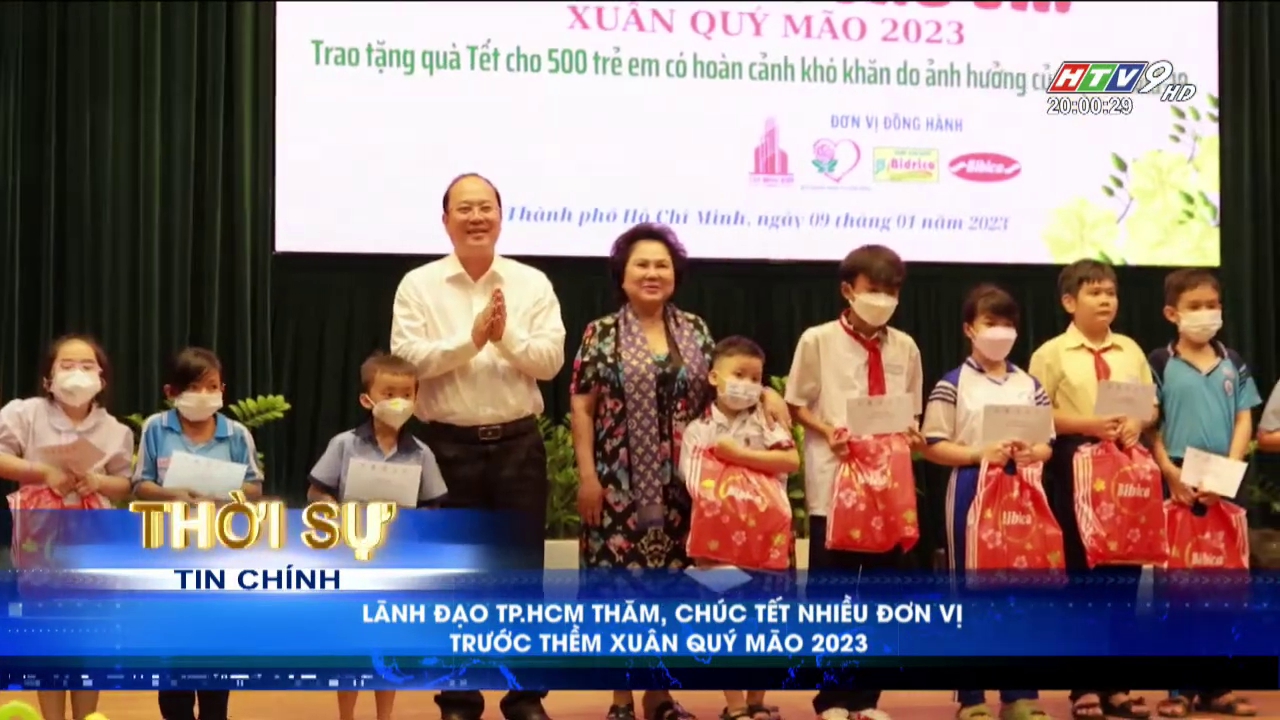 XUÂN QUÝ MÃO 2023
Trao tặng quà Tết cho 500 trẻ em có hoàn cảnh khó khăn do ảnh hưởng
HTV9 HD
20:00:29
ĐƠN VỊ ĐỒNG HÀNH
Bidrico
Bibica
Thành phố Hồ Chí Minh, ngày 09 tháng 01 năm 2023
Bibica
Bibica
Bibica
Bibica
THỜI SỰ
TIN CHÍNH
LÃNH ĐẠO TP.HCM THĂM, CHÚC TẾT NHIỀU ĐƠN VỊ
TRƯỚC THỀM XUÂN QUÝ MÃO 2023